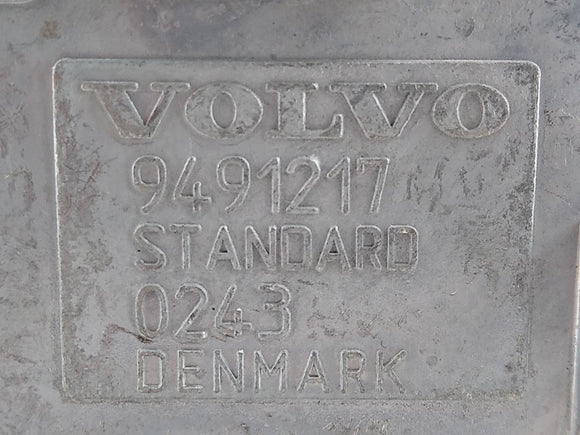 VOLVO
9491217
STANDARD
0243
DENMARK